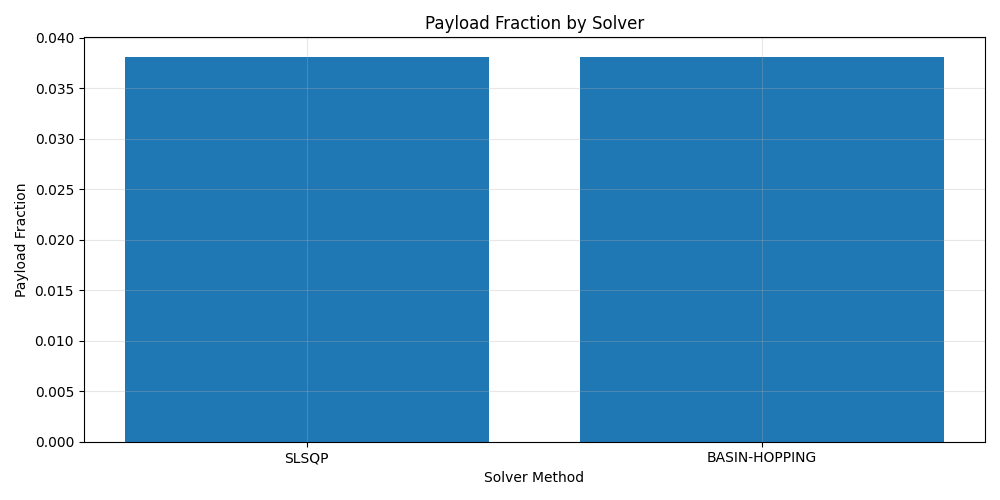 Payload Fraction by Solver
0.040
0.035
0.030
0.025
0.020
0.015
0.010
0.005
0.000
Payload Fraction
SLSQP
BASIN-HOPPING
Solver Method